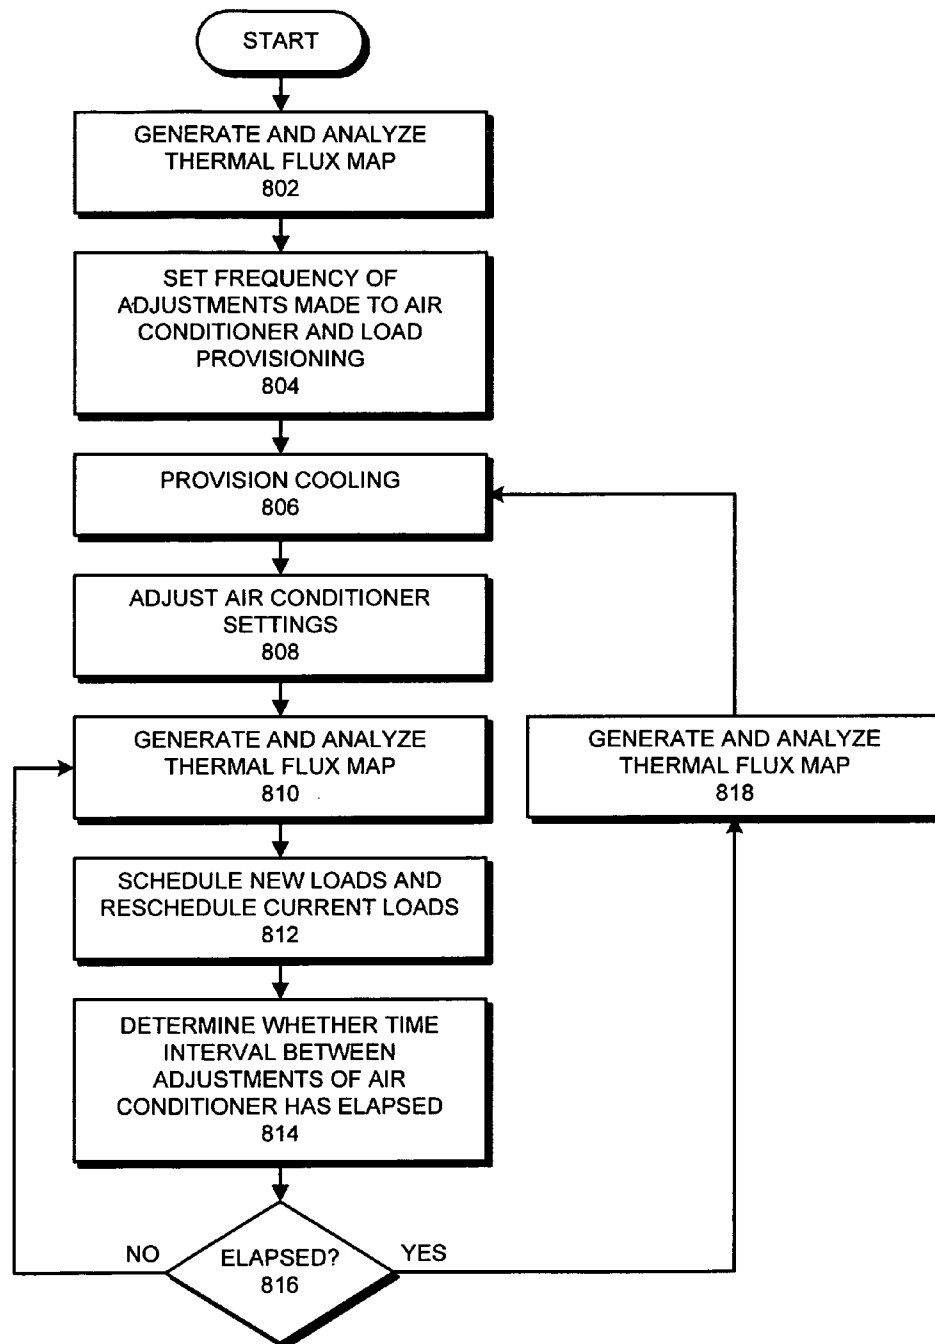 START
GENERATE AND ANALYZE
THERMAL FLUX MAP
802
SET FREQUENCY OF
ADJUSTMENTS MADE TO AIR
CONDITIONER AND LOAD
PROVISIONING
804
PROVISION COOLING
806
ADJUST AIR CONDITIONER
SETTINGS
808
GENERATE AND ANALYZE
THERMAL FLUX MAP
810
GENERATE AND ANALYZE
THERMAL FLUX MAP
818
SCHEDULE NEW LOADS AND
RESCHEDULE CURRENT LOADS
812
DETERMINE WHETHER TIME
INTERVAL BETWEEN
ADJUSTMENTS OF AIR
CONDITIONER HAS ELAPSED
814
NO
ELAPSED?
816
YES